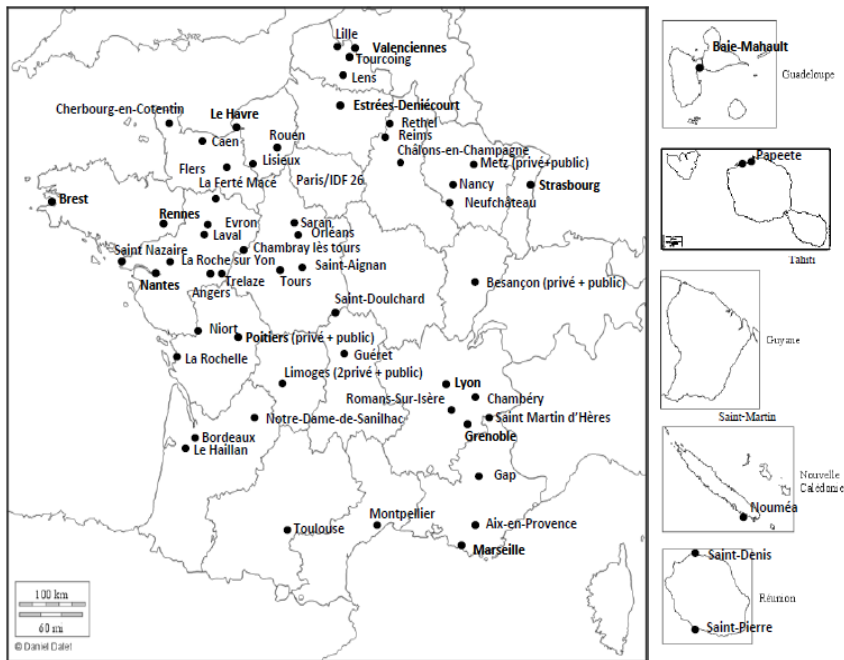 Lille
Valenciennes
Tourcoing
Lens
Estrées-Deniécourt
Cherbourg-en-Cotentin
Le Havre
Rethel
Reims
Rouen
Caen
Châlons-en-Champagne
Lisieux
Metz (privé+public)
Flers
La Ferté Macé
Paris/IDF 26
Nancy
Strasbourg
Brest
Neufchâteau
Rennes
Evron
Saran
Laval
Orléans
Saint Nazaire
Chambray lès tours
La Roche sur Yon
Saint-Aignan
Nantes
Trelaze
Tours
Besançon (privé + public)
Angers
Saint-Doulchard
Niort
Poitiers (privé + public)
La Rochelle
Guéret
Limoges (2privé + public)
Lyon
Romans-Sur-Isère
Chambéry
Notre-Dame-de-Sanilhac
Saint Martin d'Hères
Grenoble
Bordeaux
Le Haillan
Gap
Montpellier
Toulouse
Aix-en-Provence
Marseille
100 km
60 mi
© Daniel Dalet
Baie-Mahault
Guadeloupe
Papeete
Tahiti
Guyane
Saint-Martin
Nouvelle
Calédonie
Nouméa
Saint-Denis
Réunion
Saint-Pierre